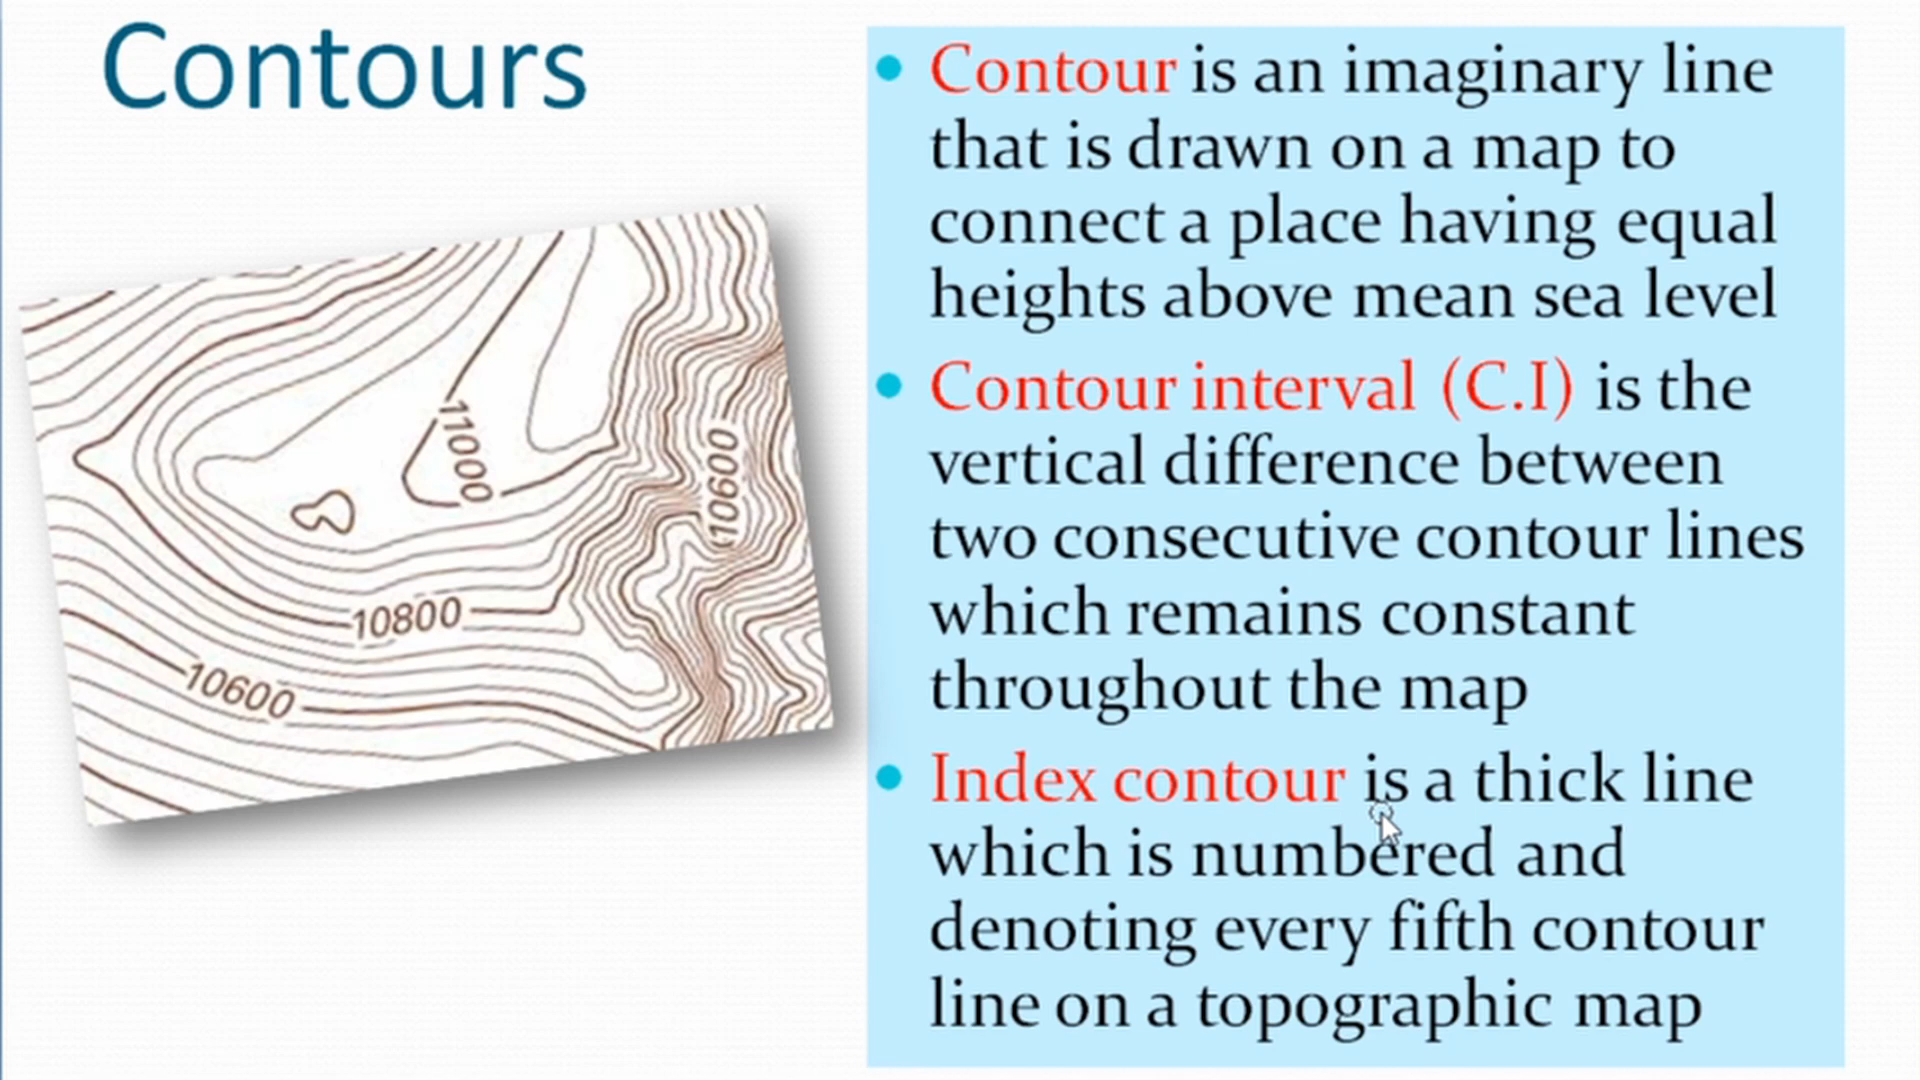 Contours
11000
10600
10800
10600
Contour is an imaginary line
that is drawn on a map to
connect a place having equal
heights above mean sea level
Contour interval (C.I) is the
vertical difference between
two consecutive contour lines
which remains constant
throughout the map
Index contour is a thick line
which is numbered and
denoting every fifth contour
line on a topographic map